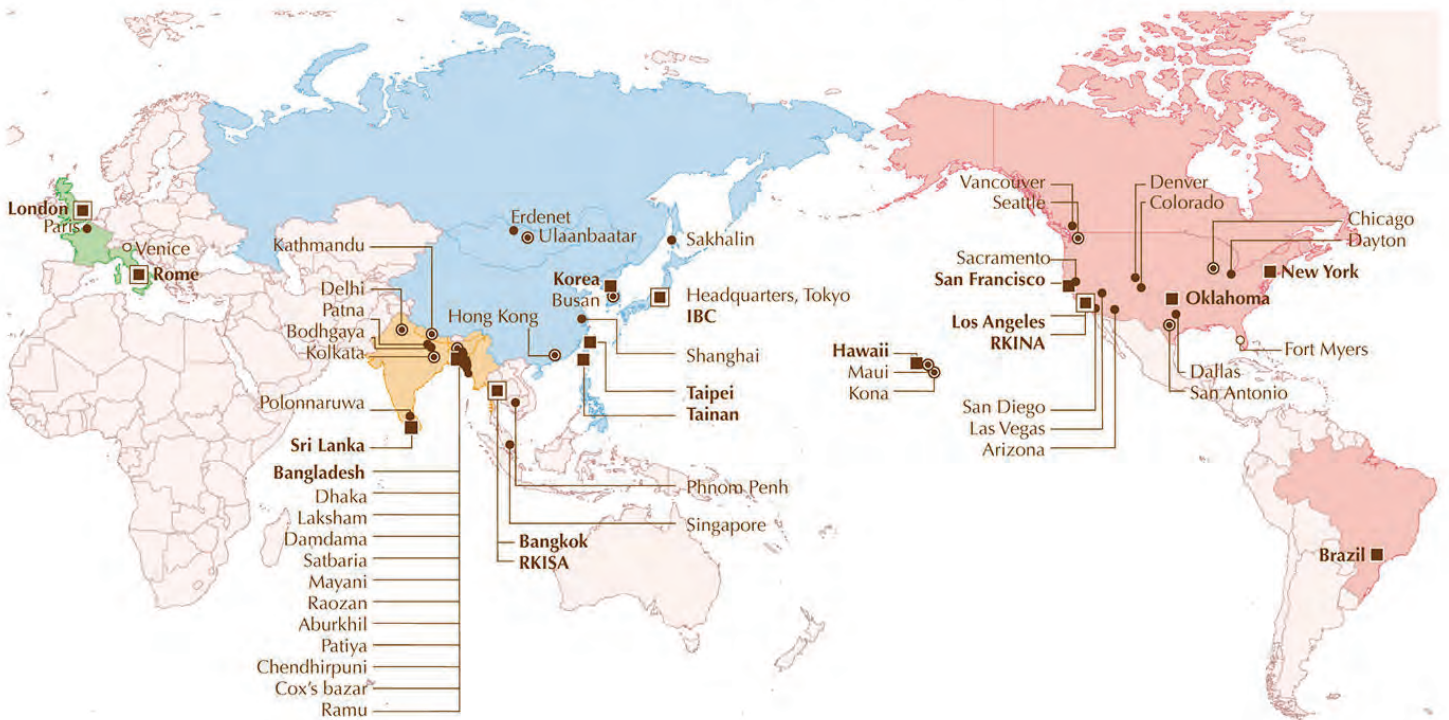 London
Paris
Venice
Rome
Kathmandu
Delhi
Patna
Bodhgaya
Kolkata
Polonnaruwa
Sri Lanka
Bangladesh
Dhaka
Laksham
Damdama
Satbaria
Mayani
Raozan
Aburkhil
Patiya
Chendhirpuni
Cox's bazar
Ramu
Erdenet
Ulaanbaatar
Sakhalin
Korea
Busan
Hong Kong
Headquarters, Tokyo
IBC
Shanghai
Taipei
Tainan
Phnom Penh
Singapore
Bangkok
RKISA
Hawaii
Maui
Kona
Vancouver
Seattle
Sacramento
San Francisco
Los Angeles
RKINA
San Diego
Las Vegas
Arizona
Denver
Colorado
Chicago
Dayton
New York
Oklahoma
Fort Myers
Dallas
San Antonio
Brazil